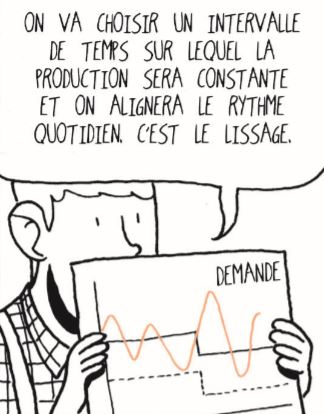 ON VA CHOISIR UN INTERVALLE
DE TEMPS SUR LEQUEL LA
PRODUCTION SERA CONSTANTE
ET ON ALIGNERA LE RYTHME
QUOTIDIEN. C'EST LE LISSAGE.
DEMANDE